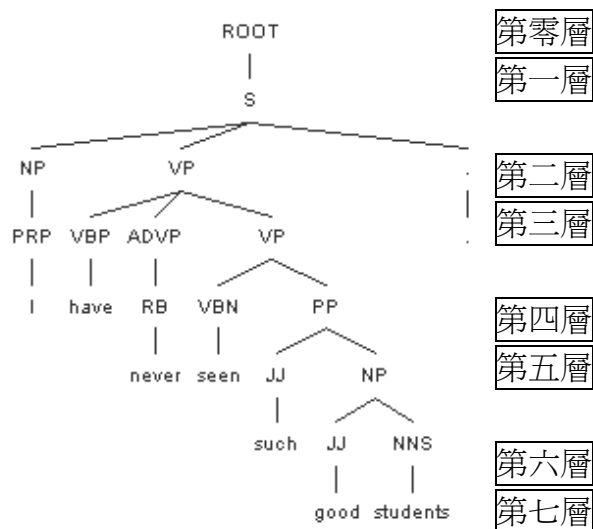 ROOT 第零層
第一層
S
NP VP . 第二層
第三層
PRP VBP ADVP VP .
I have RB VBN PP 第四層
第五層
never seen JJ NP
such JJ NNS 第六層
good students 第七層